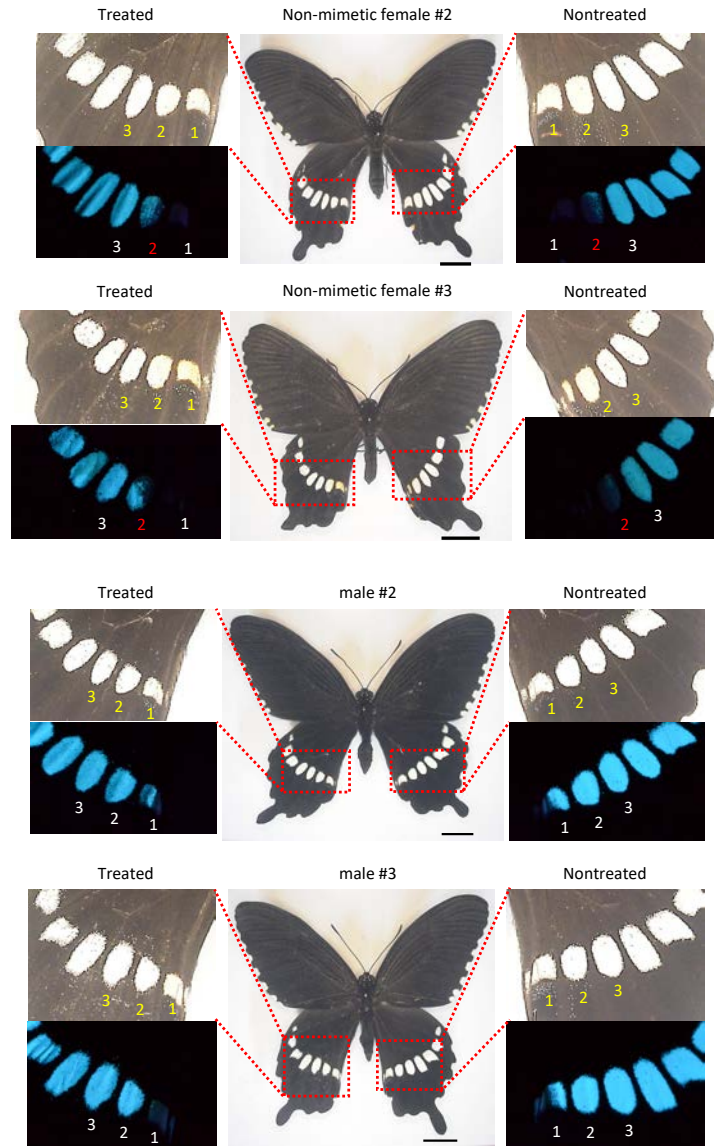 Treated Non-mimetic female #2 Nontreated
3 2 1 1 2 3
3 2 1 1 2 3
Treated Non-mimetic female #3 Nontreated
3 2 1 2 3
3 2 1 2 3
Treated male #2 Nontreated
3 2 1 1 2 3
3 2 1 1 2 3
Treated male #3 Nontreated
3 2 1 1 2 3
3 2 1 1 2 3